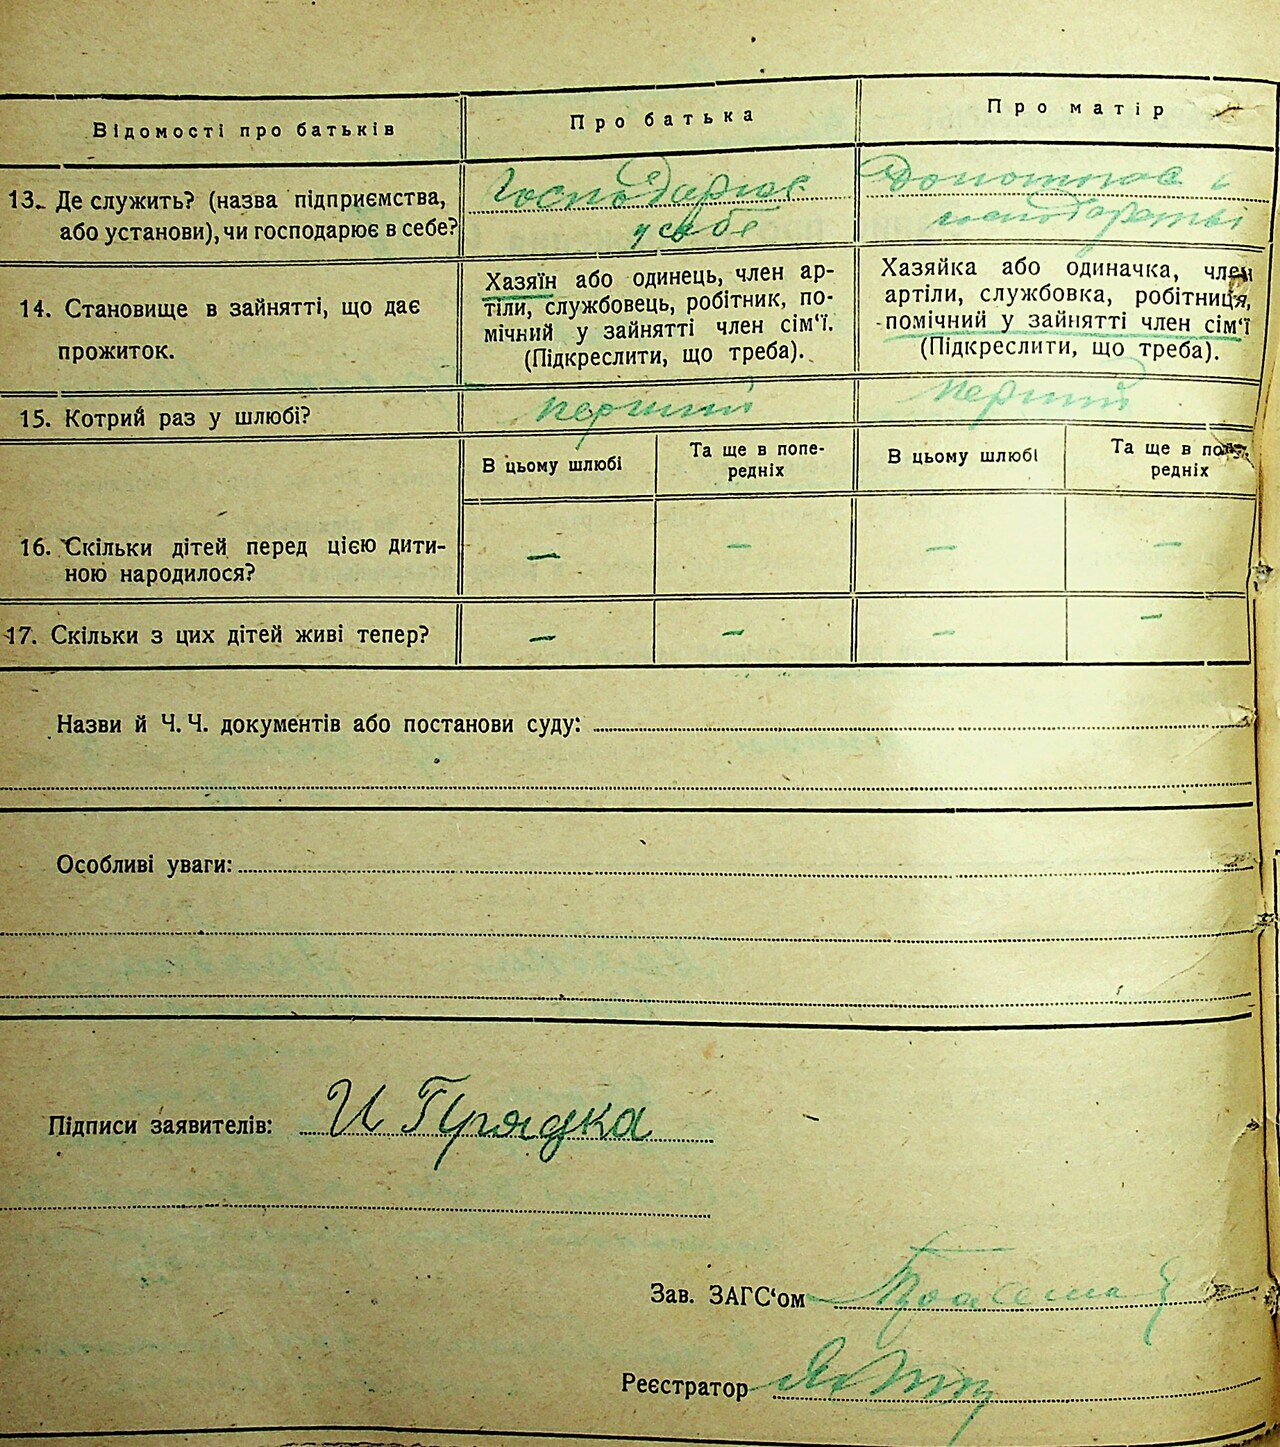 Відомості про батьків
Про батька
Про матір
13. Де служить? (назва підприємства,
або установи), чи господарює в себе?
Господарює
у себе
Допомагає в
господарстві
14. Становище в зайнятті, що дає
прожиток.
Хазяїн або одинець, член ар-
тіли, службовець, робітник, по-
мічний у зайнятті член сім‘ї.
(Підкреслити, що треба).
Хазяйка або одиначка, член
артіли, службовка, робітниця,
помічний у зайнятті член сім‘ї
(Підкреслити, що треба).
15. Котрий раз у шлюбі?
перший
перший
В цьому шлюбі
Та ще в попе-
редніх
В цьому шлюбі
Та ще в попе-
редніх
16. Скільки дітей перед цією дити-
ною народилося?
— — — —
17. Скільки з цих дітей живі тепер?
— — — —
Назви й Ч. Ч. документів або постанови суду:
Особливі уваги:
Підписи заявителів: И Прядка
Зав. ЗАГС‘ом
Реєстратор